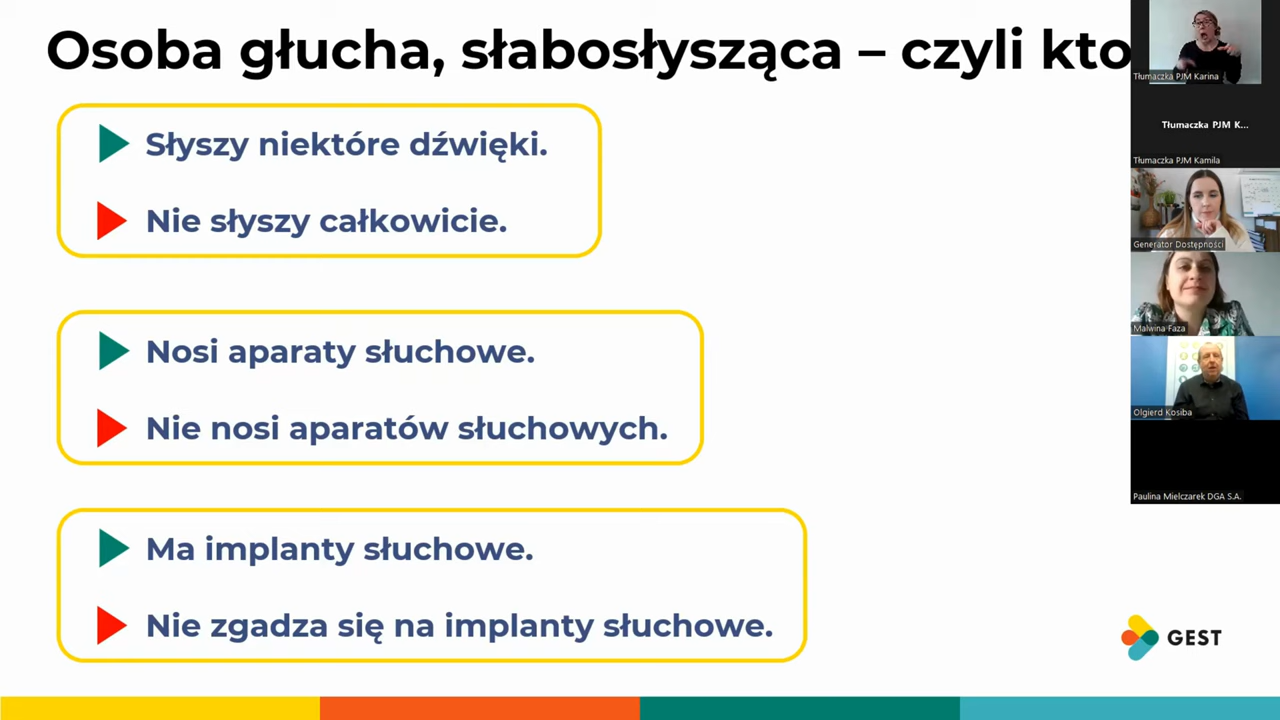 Osoba głucha, słabosłysząca – czyli kto
Słyszy niektóre dźwięki.
Nie słyszy całkowicie.
Nosi aparaty słuchowe.
Nie nosi aparatów słuchowych.
Ma implanty słuchowe.
Nie zgadza się na implanty słuchowe.
GEST
Tłumaczka PJM Karina
Tłumaczka PJM K...
Tłumaczka PJM Kamila
Generator Dostępności
Malwina Faza
Olgierd Kosiba
Paulina Mielczarek DGA S.A.